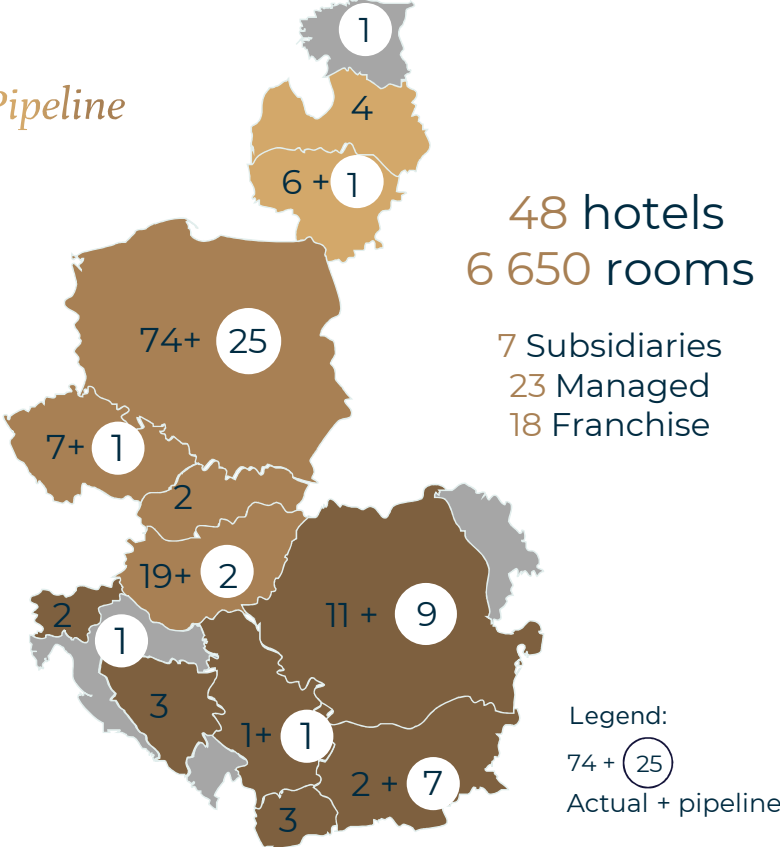 1
Pipeline
4
6 + 1
48 hotels
6 650 rooms
74+ 25
7 Subsidiaries
23 Managed
18 Franchise
7+ 1
2
19+ 2
2
11 + 9
1
3
1+ 1
2 + 7
3
Legend:
74 + 25
Actual + pipeline